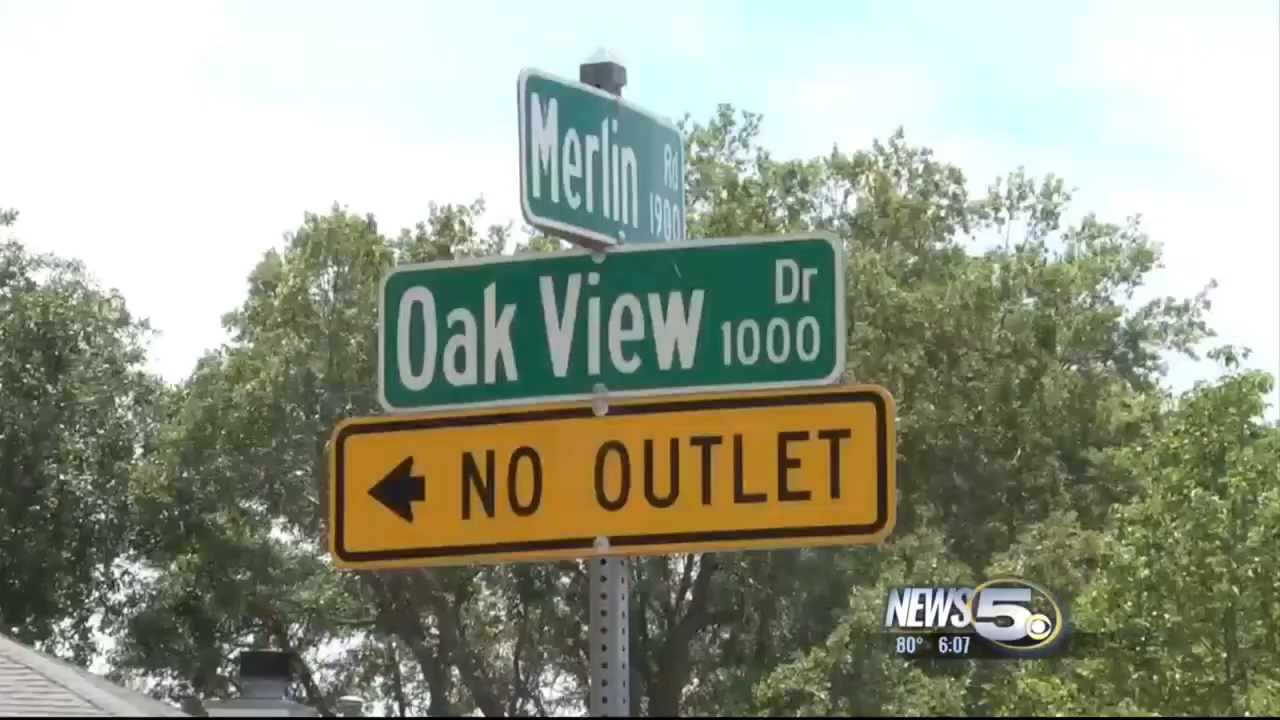 Merlin Rd
1900
Oak View Dr
1000
NO OUTLET
NEWS 5
80° 6:07